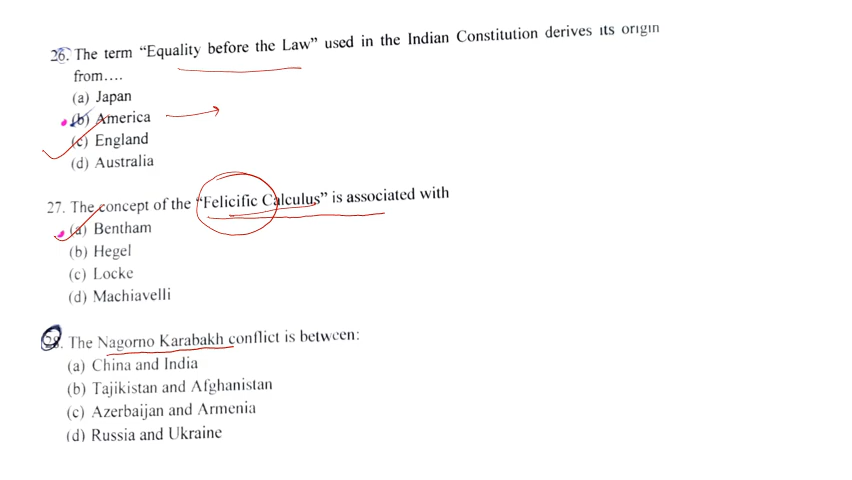 26. The term “Equality before the Law” used in the Indian Constitution derives its origin
from....
(a) Japan
(b) America
(c) England
(d) Australia
27. The concept of the “Felicific Calculus” is associated with
(a) Bentham
(b) Hegel
(c) Locke
(d) Machiavelli
28. The Nagorno Karabakh conflict is between:
(a) China and India
(b) Tajikistan and Afghanistan
(c) Azerbaijan and Armenia
(d) Russia and Ukraine